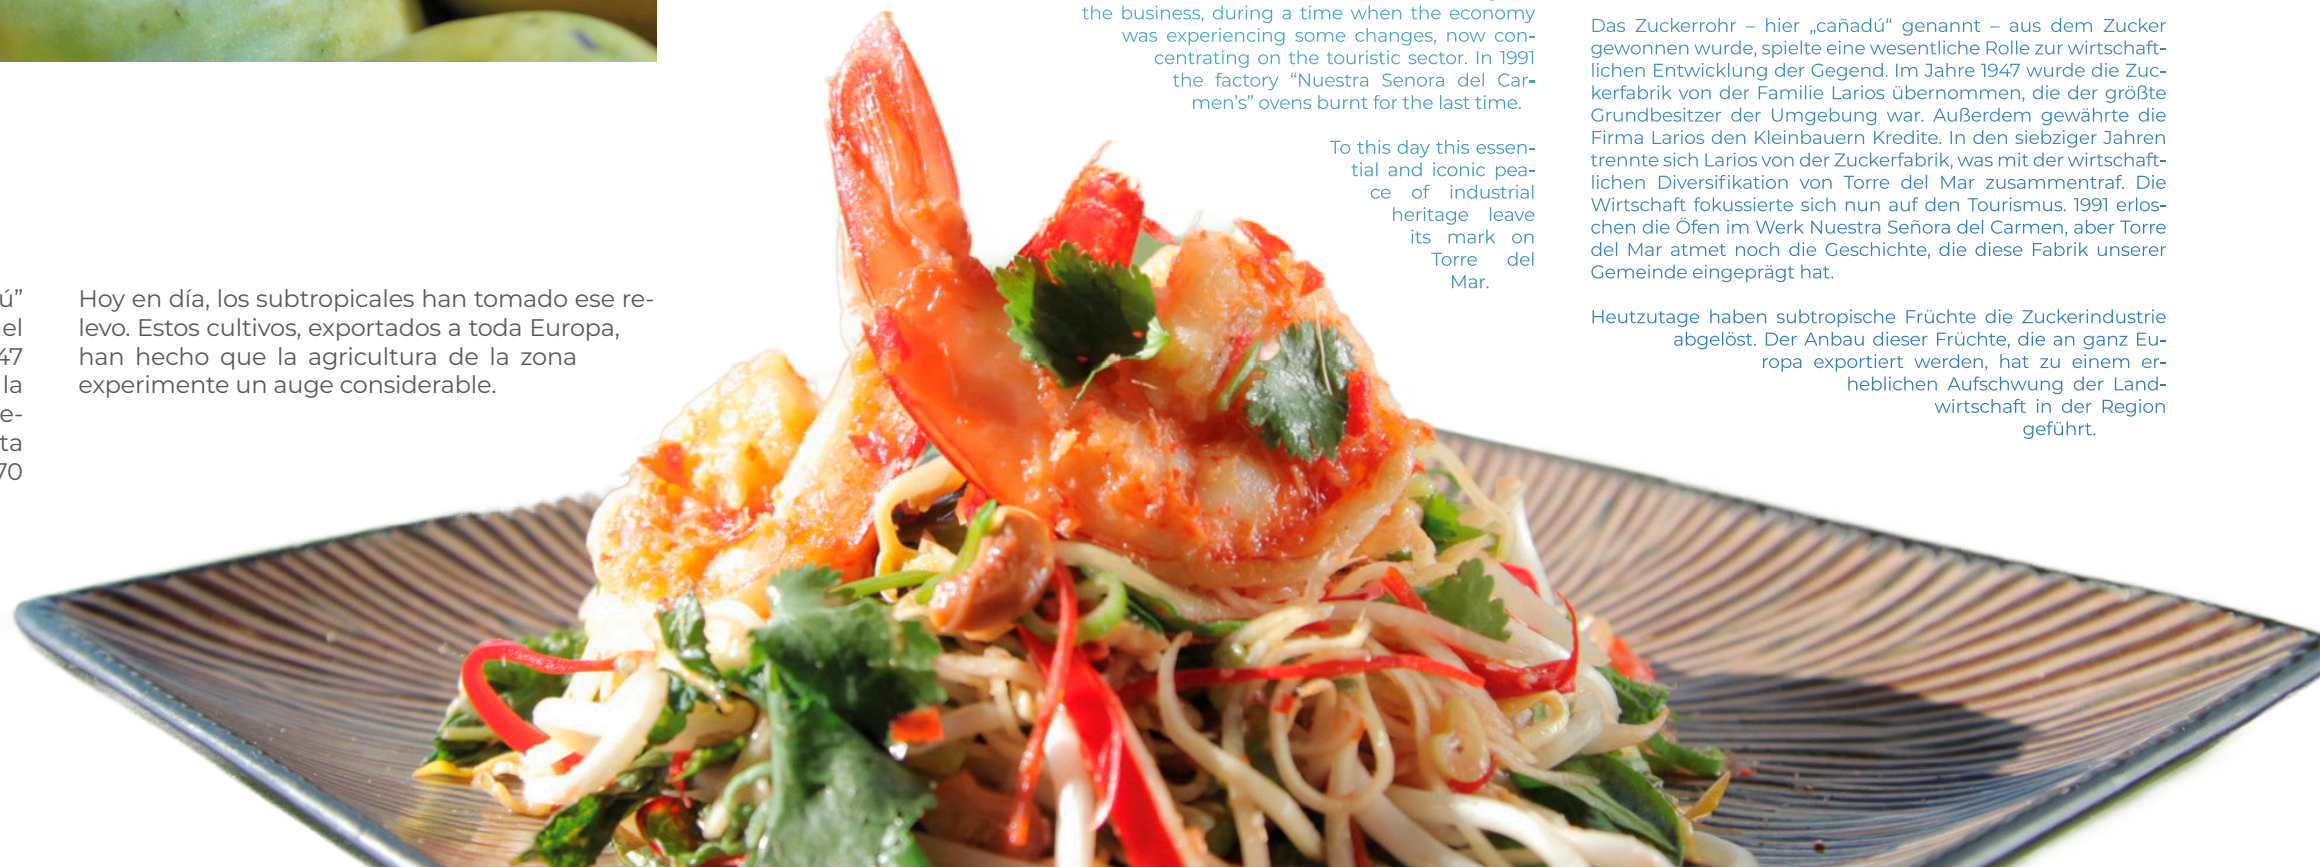 ú”
el
47
la
e-
ta
70
Hoy en día, los subtropicales han tomado ese re-
levo. Estos cultivos, exportados a toda Europa,
han hecho que la agricultura de la zona
experimente un auge considerable.
the business, during a time when the economy
was experiencing some changes, now con-
centrating on the touristic sector. In 1991
the factory “Nuestra Senora del Car-
men’s” ovens burnt for the last time.
To this day this essen-
tial and iconic pea-
ce of industrial
heritage leave
its mark on
Torre del
Mar.
Das Zuckerrohr – hier „cañadú“ genannt – aus dem Zucker
gewonnen wurde, spielte eine wesentliche Rolle zur wirtschaft-
lichen Entwicklung der Gegend. Im Jahre 1947 wurde die Zuc-
kerfabrik von der Familie Larios übernommen, die der größte
Grundbesitzer der Umgebung war. Außerdem gewährte die
Firma Larios den Kleinbauern Kredite. In den siebziger Jahren
trennte sich Larios von der Zuckerfabrik, was mit der wirtschaft-
lichen Diversifikation von Torre del Mar zusammentraf. Die
Wirtschaft fokussierte sich nun auf den Tourismus. 1991 erlos-
chen die Öfen im Werk Nuestra Señora del Carmen, aber Torre
del Mar atmet noch die Geschichte, die diese Fabrik unserer
Gemeinde eingeprägt hat.
Heutzutage haben subtropische Früchte die Zuckerindustrie
abgelöst. Der Anbau dieser Früchte, die an ganz Eu-
ropa exportiert werden, hat zu einem er-
heblichen Aufschwung der Land-
wirtschaft in der Region
geführt.